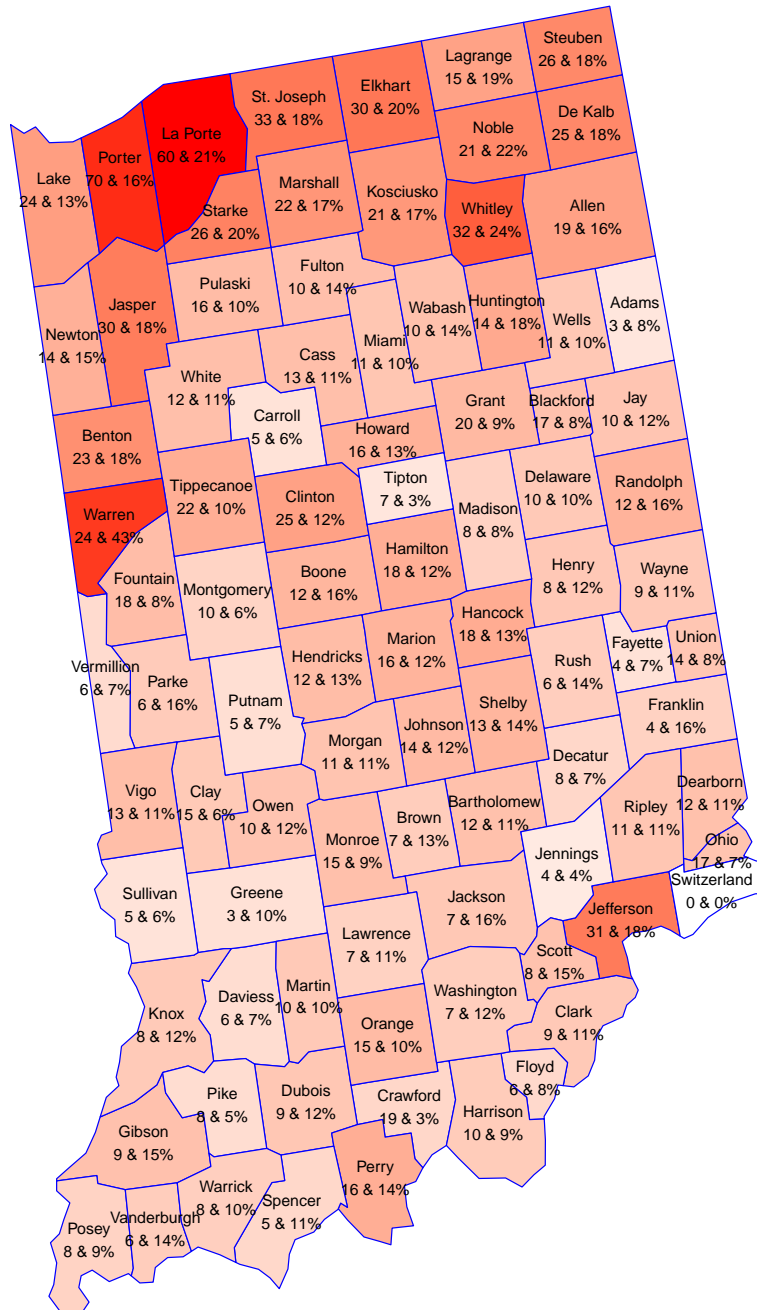 Steuben
26 & 18%
Lagrange
15 & 19%
Elkhart
30 & 20%
St. Joseph
33 & 18%
La Porte
60 & 21%
Porter
70 & 16%
Lake
24 & 13%
De Kalb
25 & 18%
Noble
21 & 22%
Marshall
22 & 17%
Kosciusko
21 & 17%
Whitley
32 & 24%
Allen
19 & 16%
Starke
26 & 20%
Fulton
10 & 14%
Pulaski
16 & 10%
Jasper
30 & 18%
Newton
14 & 15%
Wabash
10 & 14%
Huntington
14 & 18%
Wells
11 & 10%
Adams
3 & 8%
Miami
11 & 10%
Cass
13 & 11%
White
12 & 11%
Carroll
5 & 6%
Grant
20 & 9%
Blackford
17 & 8%
Jay
10 & 12%
Howard
16 & 13%
Benton
23 & 18%
Tippecanoe
22 & 10%
Clinton
25 & 12%
Tipton
7 & 3%
Madison
8 & 8%
Delaware
10 & 10%
Randolph
12 & 16%
Warren
24 & 43%
Fountain
18 & 8%
Montgomery
10 & 6%
Boone
12 & 16%
Hamilton
18 & 12%
Henry
8 & 12%
Wayne
9 & 11%
Hancock
18 & 13%
Marion
16 & 12%
Hendricks
12 & 13%
Vermillion
6 & 7%
Parke
6 & 16%
Putnam
5 & 7%
Rush
6 & 14%
Fayette
4 & 7%
Union
14 & 8%
Shelby
13 & 14%
Johnson
14 & 12%
Morgan
11 & 11%
Franklin
4 & 16%
Decatur
8 & 7%
Vigo
13 & 11%
Clay
15 & 6%
Owen
10 & 12%
Monroe
15 & 9%
Brown
7 & 13%
Bartholomew
12 & 11%
Ripley
11 & 11%
Dearborn
12 & 11%
Ohio
17 & 7%
Switzerland
0 & 0%
Jennings
4 & 4%
Jefferson
31 & 18%
Jackson
7 & 16%
Sullivan
5 & 6%
Greene
3 & 10%
Lawrence
7 & 11%
Scott
8 & 15%
Knox
8 & 12%
Daviess
6 & 7%
Martin
10 & 10%
Washington
7 & 12%
Clark
9 & 11%
Orange
15 & 10%
Floyd
6 & 8%
Pike
8 & 5%
Dubois
9 & 12%
Crawford
19 & 3%
Harrison
10 & 9%
Gibson
9 & 15%
Perry
16 & 14%
Warrick
8 & 10%
Spencer
5 & 11%
Vanderburgh
6 & 14%
Posey
8 & 9%